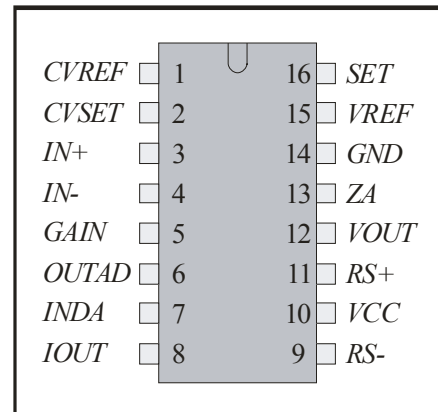 CVREF 1 16 SET
CVSET 2 15 VREF
IN+ 3 14 GND
IN- 4 13 ZA
GAIN 5 12 VOUT
OUTAD 6 11 RS+
INDA 7 10 VCC
IOUT 8 9 RS-